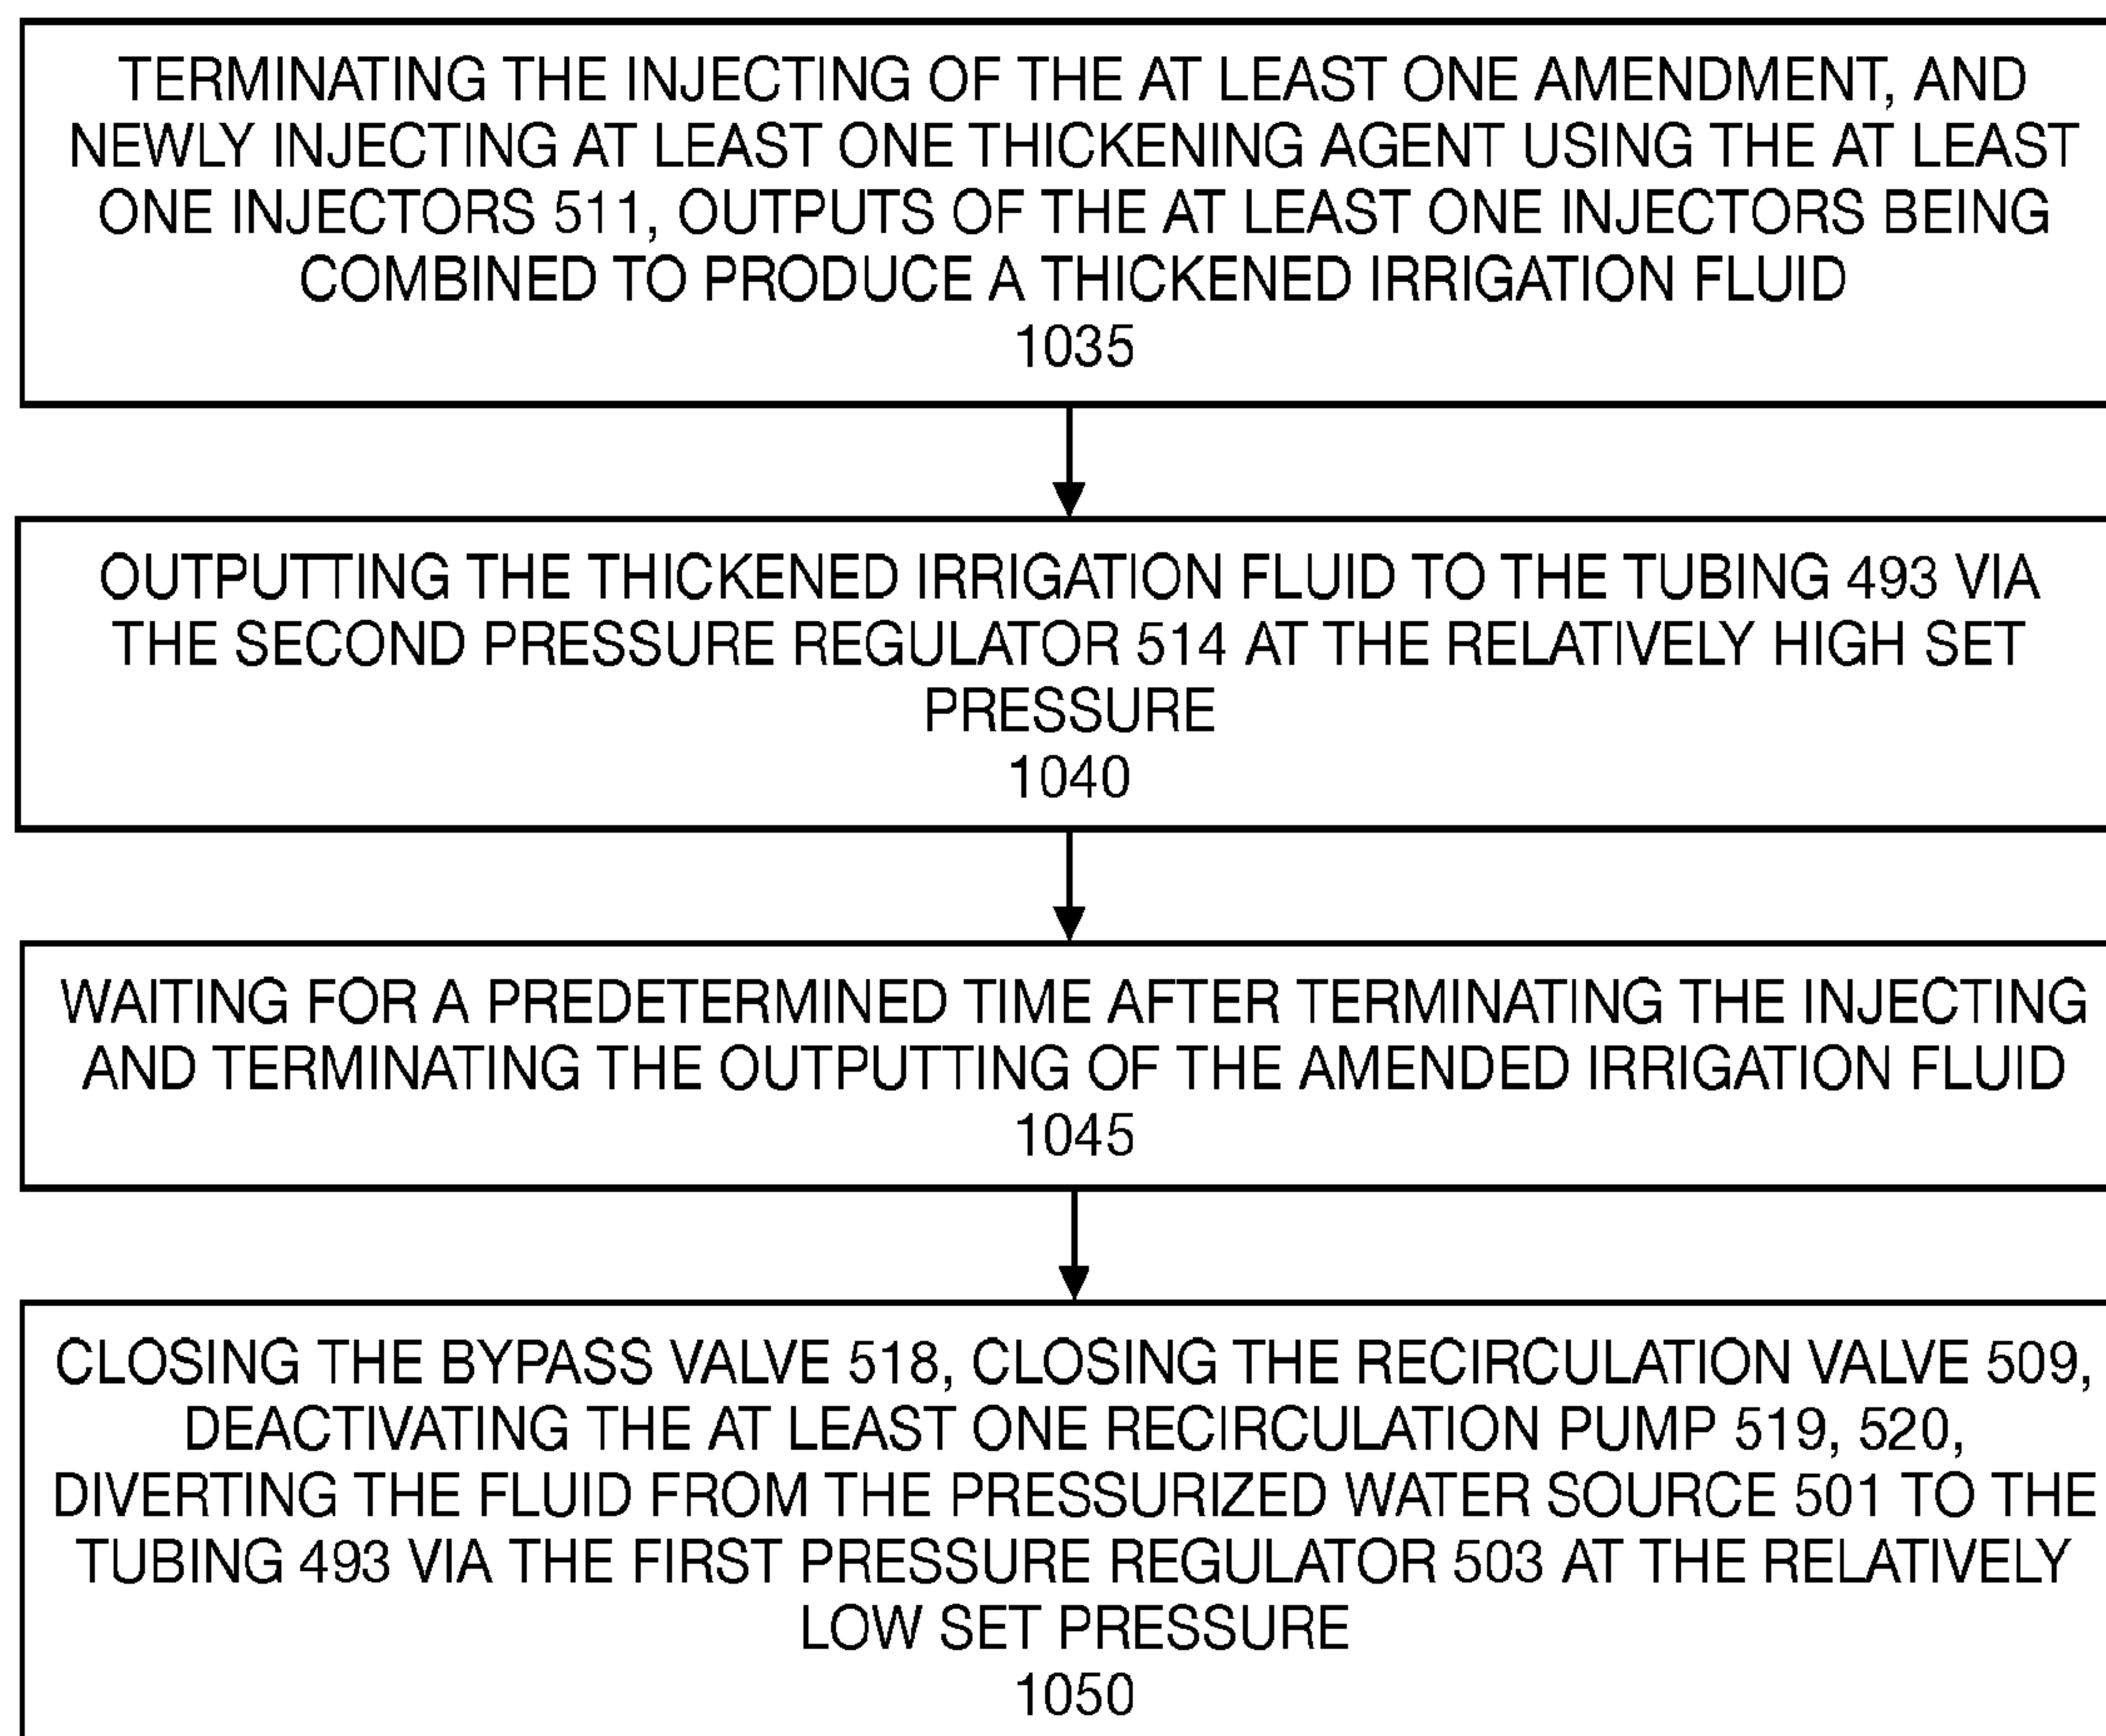 TERMINATING THE INJECTING OF THE AT LEAST ONE AMENDMENT, AND
NEWLY INJECTING AT LEAST ONE THICKENING AGENT USING THE AT LEAST
ONE INJECTORS 511, OUTPUTS OF THE AT LEAST ONE INJECTORS BEING
COMBINED TO PRODUCE A THICKENED IRRIGATION FLUID
1035
OUTPUTTING THE THICKENED IRRIGATION FLUID TO THE TUBING 493 VIA
THE SECOND PRESSURE REGULATOR 514 AT THE RELATIVELY HIGH SET
PRESSURE
1040
WAITING FOR A PREDETERMINED TIME AFTER TERMINATING THE INJECTING
AND TERMINATING THE OUTPUTTING OF THE AMENDED IRRIGATION FLUID
1045
CLOSING THE BYPASS VALVE 518, CLOSING THE RECIRCULATION VALVE 509,
DEACTIVATING THE AT LEAST ONE RECIRCULATION PUMP 519, 520,
DIVERTING THE FLUID FROM THE PRESSURIZED WATER SOURCE 501 TO THE
TUBING 493 VIA THE FIRST PRESSURE REGULATOR 503 AT THE RELATIVELY
LOW SET PRESSURE
1050